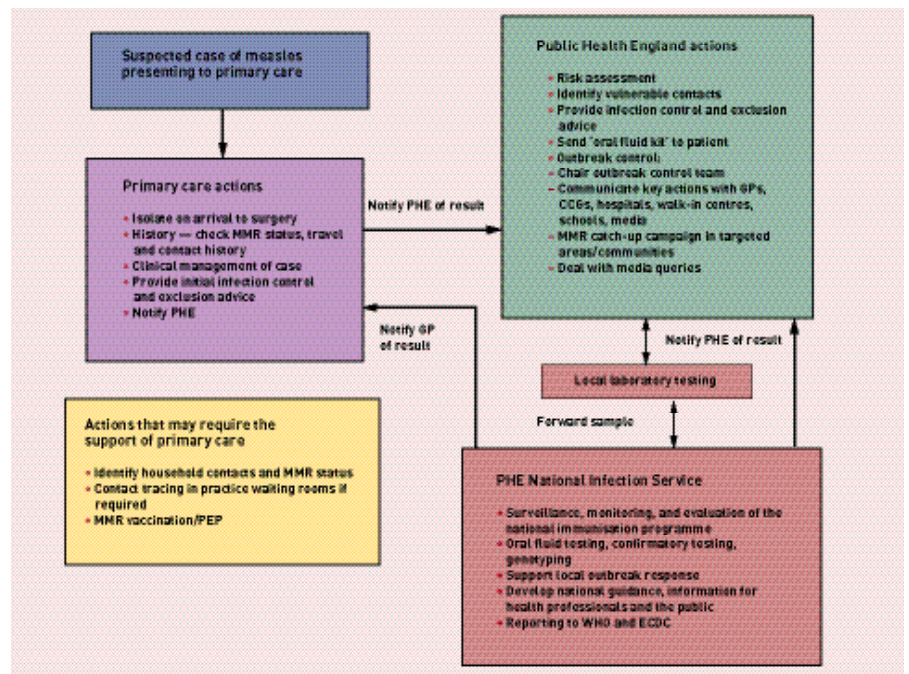 Suspected case of measles
presenting to primary care
Primary care actions
• Isolate on arrival to surgery
• History — check MMR status, travel
and contact history
• Clinical management of case
• Provide initial infection control
and exclusion advice
• Notify PHE
Notify PHE of result
Public Health England actions
• Risk assessment
• Identify vulnerable contacts
• Provide infection control and exclusion
advice
• Send ‘oral fluid kit’ to patient
• Outbreak control:
– Chair outbreak control team
– Communicate key actions with GPs,
CCGs, hospitals, walk-in centres,
schools, media
– MMR catch-up campaign in targeted
areas/communities
– Deal with media queries
Notify GP
of result
Notify PHE of result
Local laboratory testing
Forward sample
Actions that may require the
support of primary care
• Identify household contacts and MMR status
• Contact tracing in practice waiting rooms if
required
• MMR vaccination/PEP
PHE National Infection Service
• Surveillance, monitoring, and evaluation of the
national immunisation programme
• Oral fluid testing, confirmatory testing,
genotyping
• Support local outbreak response
• Develop national guidance, information for
health professionals and the public
• Reporting to WHO and ECDC